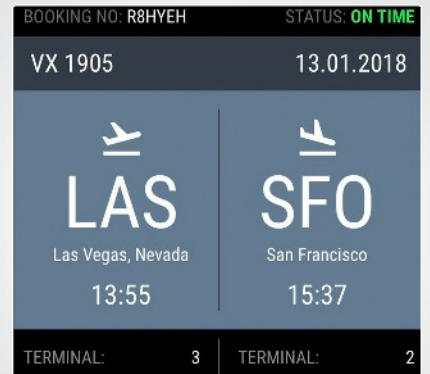 BOOKING NO: R8HYEH STATUS: ON TIME
VX 1905 13.01.2018
LAS SFO
Las Vegas, Nevada San Francisco
13:55 15:37
TERMINAL: 3 TERMINAL: 2